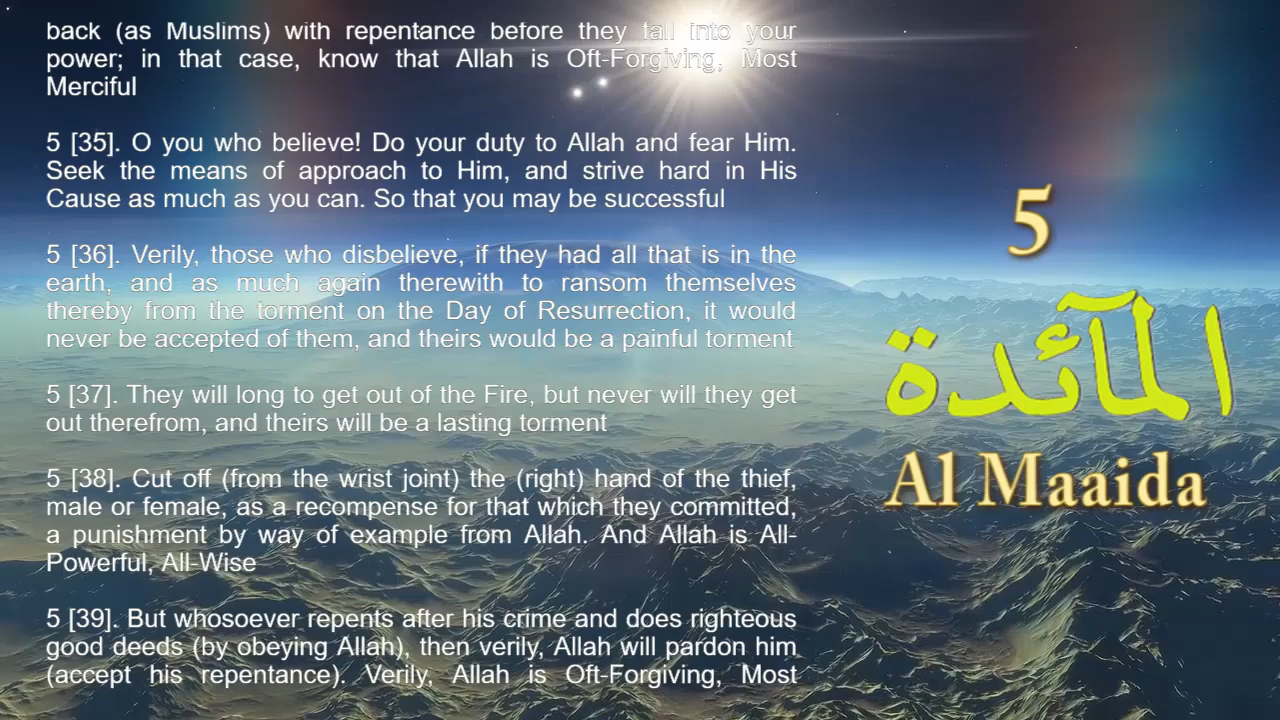 back (as Muslims) with repentance before they fall into your
power; in that case, know that Allah is Oft-Forgiving, Most
Merciful
5 [35]. O you who believe! Do your duty to Allah and fear Him.
Seek the means of approach to Him, and strive hard in His
Cause as much as you can. So that you may be successful
5 [36]. Verily, those who disbelieve, if they had all that is in the
earth, and as much again therewith to ransom themselves
thereby from the torment on the Day of Resurrection, it would
never be accepted of them, and theirs would be a painful torment
5 [37]. They will long to get out of the Fire, but never will they get
out therefrom, and theirs will be a lasting torment
5 [38]. Cut off (from the wrist joint) the (right) hand of the thief,
male or female, as a recompense for that which they committed,
a punishment by way of example from Allah. And Allah is All-
Powerful, All-Wise
5 [39]. But whosoever repents after his crime and does righteous
good deeds (by obeying Allah), then verily, Allah will pardon him
(accept his repentance). Verily, Allah is Oft-Forgiving, Most
5
المآئدة
Al Maaida